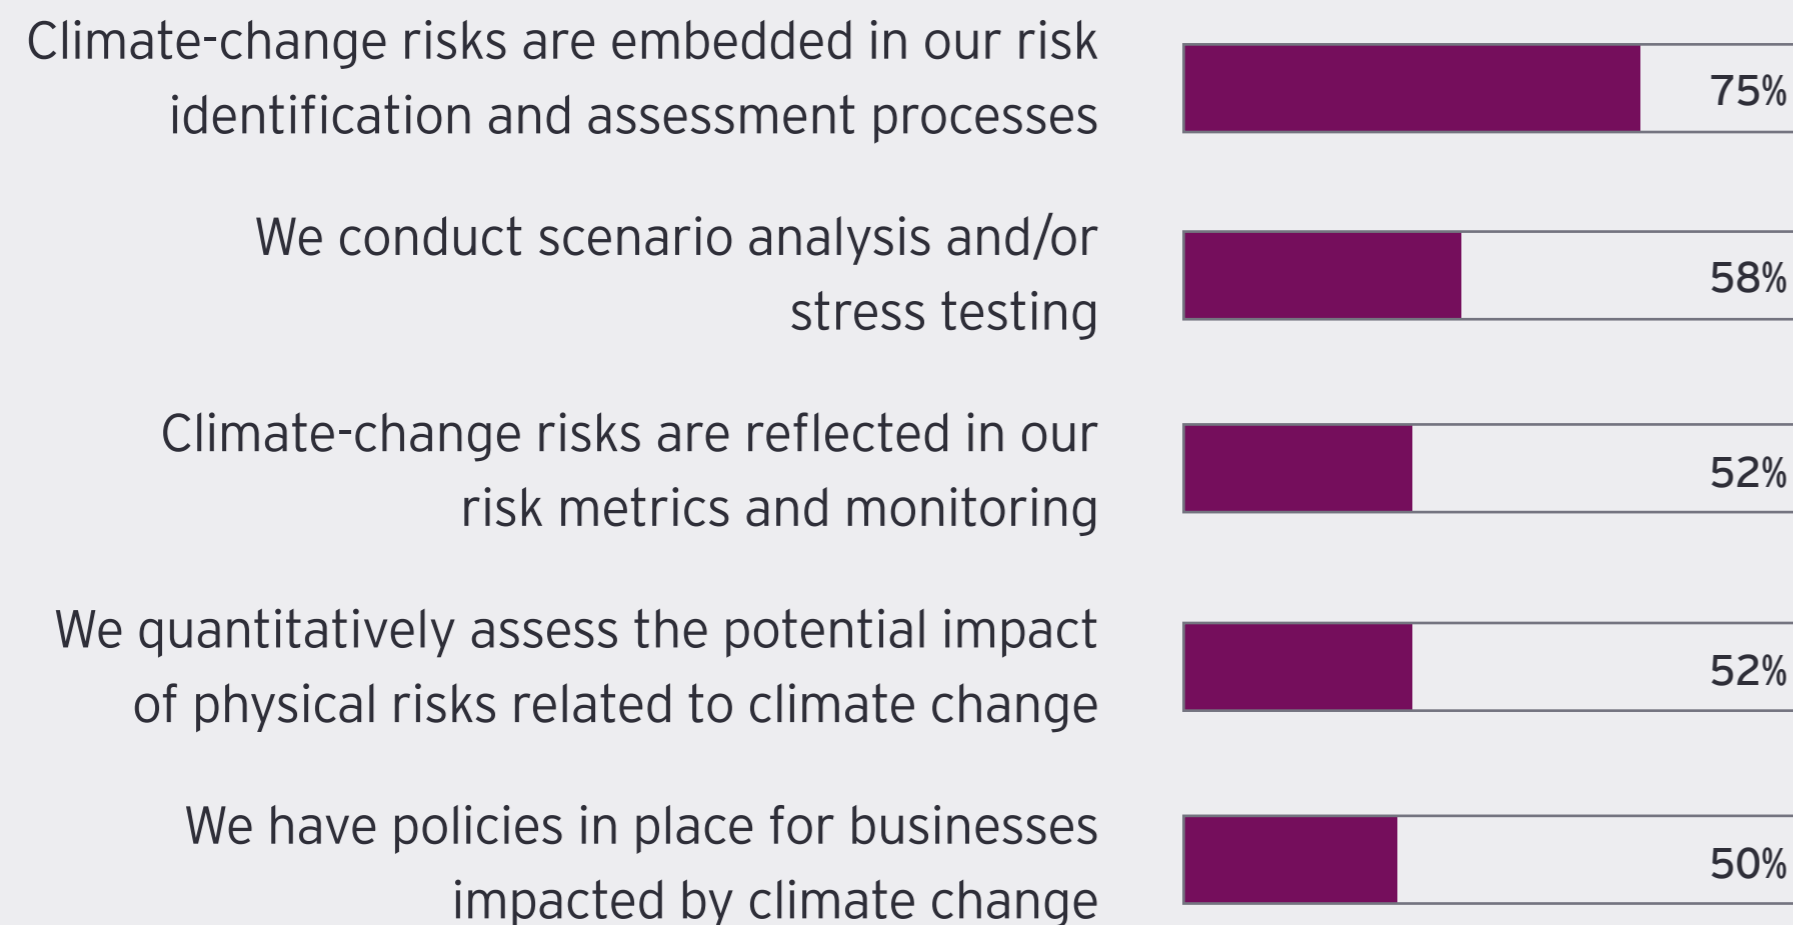 Climate-change risks are embedded in our risk
identification and assessment processes
75%
We conduct scenario analysis and/or
stress testing
58%
Climate-change risks are reflected in our
risk metrics and monitoring
52%
We quantitatively assess the potential impact
of physical risks related to climate change
52%
We have policies in place for businesses
impacted by climate change
50%